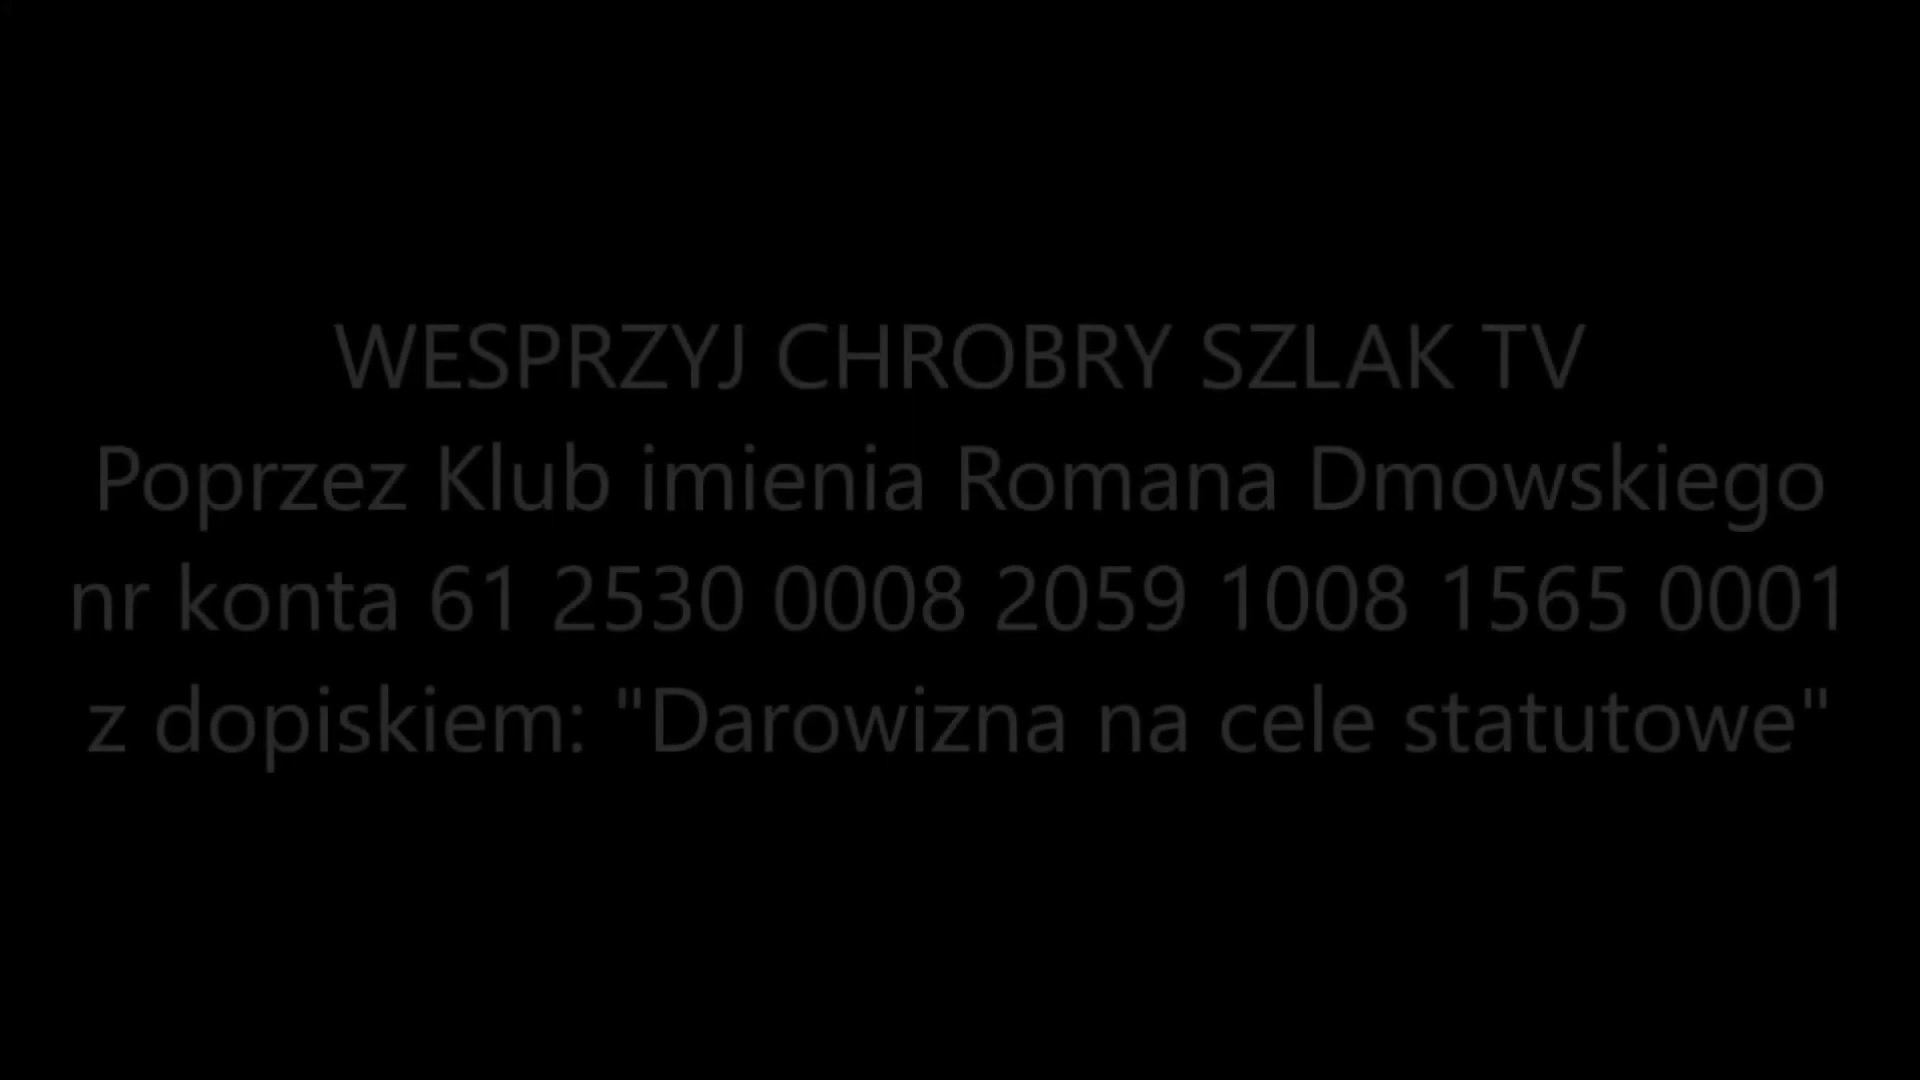 WESPRZYJ CHROBRY SZLAK TV
Poprzez Klub imienia Romana Dmowskiego
nr konta 61 2530 0008 2059 1008 1565 0001
z dopiskiem: "Darowizna na cele statutowe"